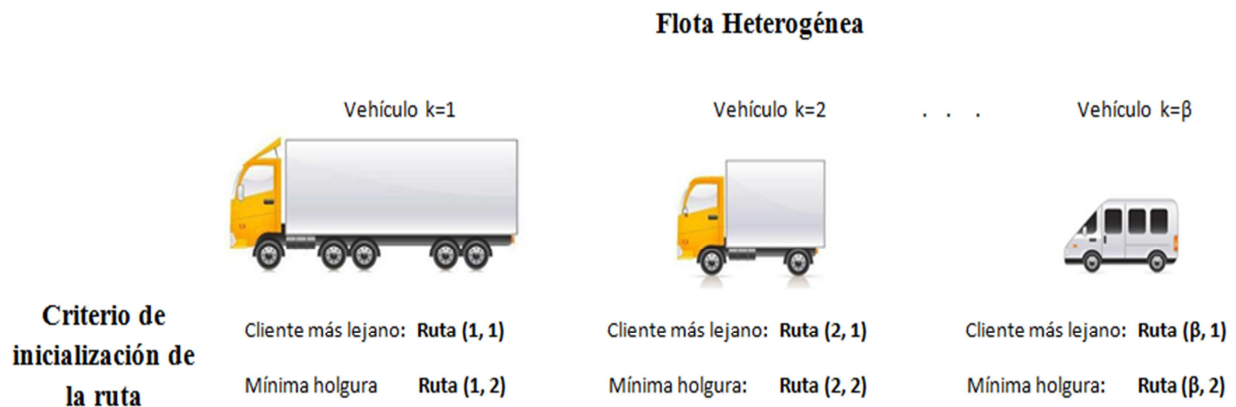 Flota Heterogénea
Vehículo k=1
Vehículo k=2
. . .
Vehículo k=β
Criterio de
inicialización de
la ruta
Cliente más lejano: Ruta (1, 1)
Cliente más lejano: Ruta (2, 1)
Cliente más lejano: Ruta (β, 1)
Mínima holgura Ruta (1, 2)
Mínima holgura: Ruta (2, 2)
Mínima holgura: Ruta (β, 2)